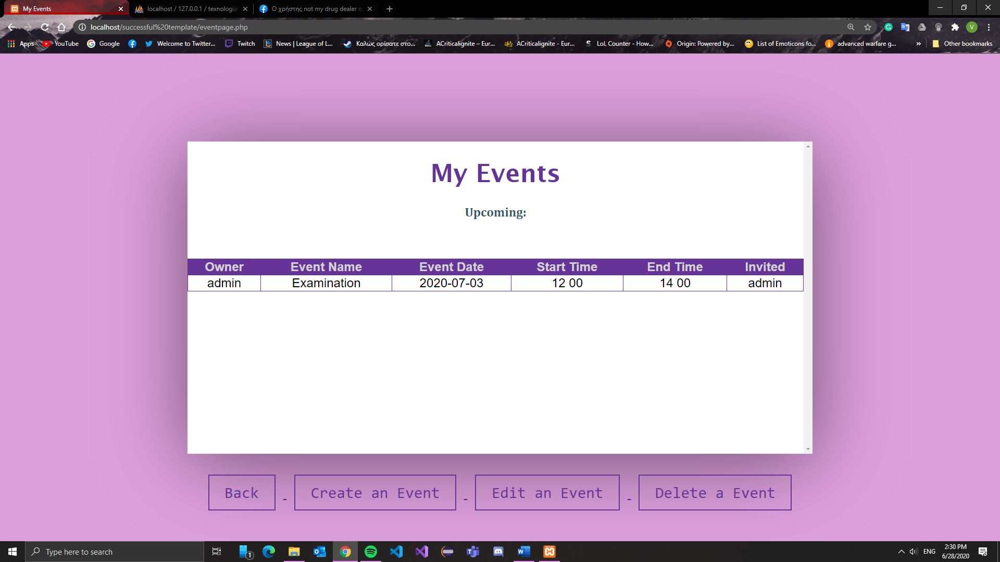 My Events
localhost / 127.0.0.1 / texnologia
Ο χρήστης not my drug dealer
localhost/successful%20template/eventpage.php
V
Apps
YouTube
Google
Welcome to Twitter...
Twitch
News | League of L...
Καλώς ορίσατε στο...
ACriticalignite – Eur...
ACriticalignite - Eur...
LoL Counter - How...
Origin: Powered by...
List of Emoticons fo...
advanced warfare g...
»
Other bookmarks
My Events
Upcoming:
Owner Event Name Event Date Start Time End Time Invited
admin Examination 2020-07-03 12 00 14 00 admin
Back - Create an Event - Edit an Event - Delete a Event
Type here to search
1
ENG
2:30 PM
6/28/2020